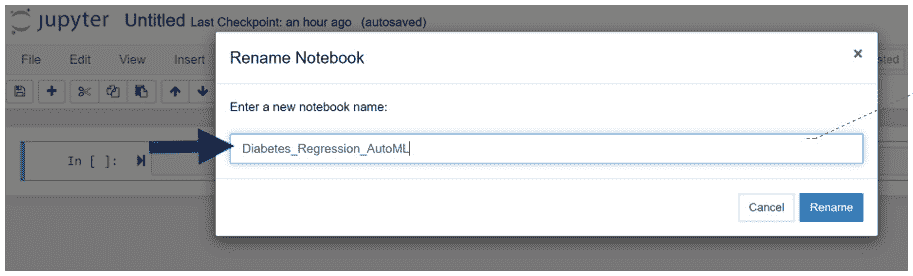 jupyter Untitled Last Checkpoint: an hour ago (autosaved)
File Edit View Insert
Rename Notebook
×
Enter a new notebook name:
In [ ]:
Diabetes_Regression_AutoML
Cancel Rename